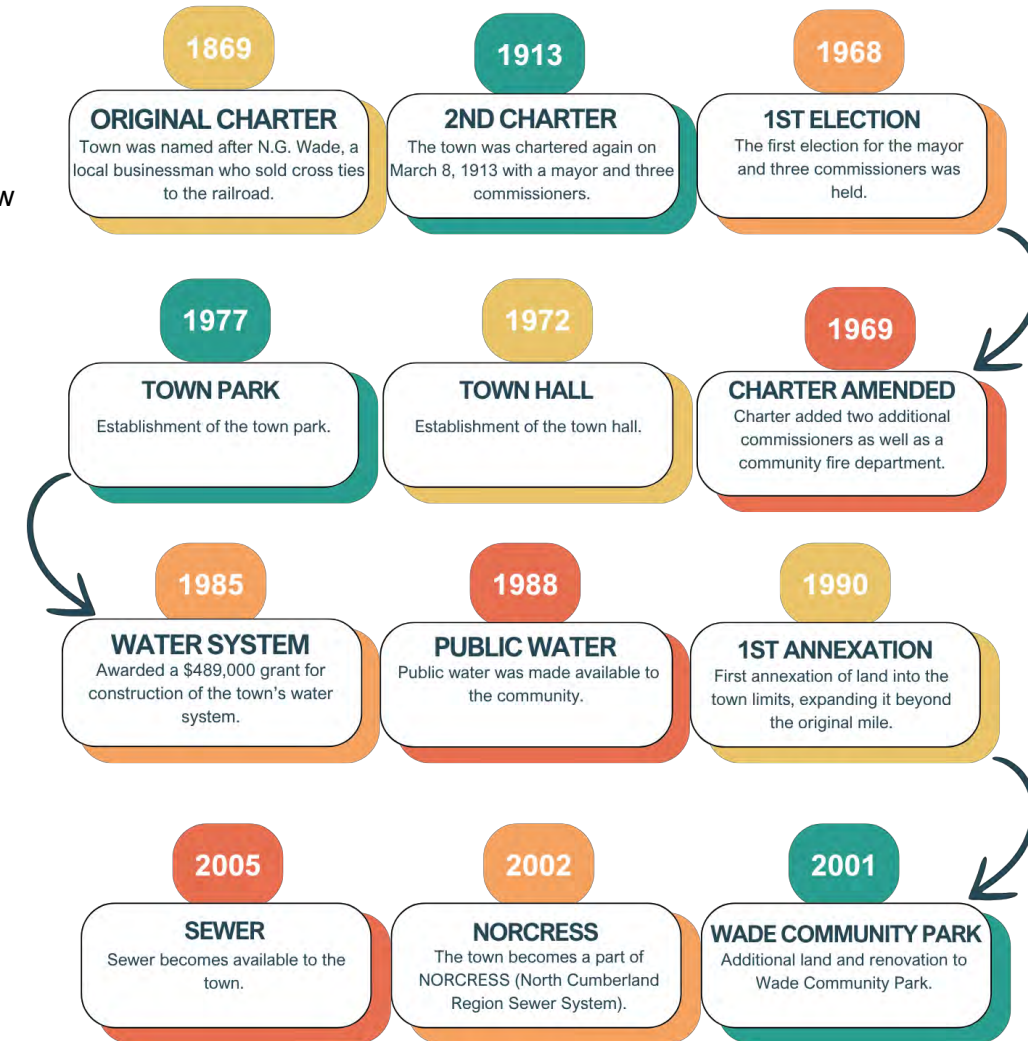 1869
ORIGINAL CHARTER
Town was named after N.G. Wade, a
local businessman who sold cross ties
to the railroad.
1913
2ND CHARTER
The town was chartered again on
March 8, 1913 with a mayor and three
commissioners.
1968
1ST ELECTION
The first election for the mayor
and three commissioners was
held.
w
1969
CHARTER AMENDED
Charter added two additional
commissioners as well as a
community fire department.
1972
TOWN HALL
Establishment of the town hall.
1977
TOWN PARK
Establishment of the town park.
1985
WATER SYSTEM
Awarded a $489,000 grant for
construction of the town's water
system.
1988
PUBLIC WATER
Public water was made available to
the community.
1990
1ST ANNEXATION
First annexation of land into the
town limits, expanding it beyond
the original mile.
2001
WADE COMMUNITY PARK
Additional land and renovation to
Wade Community Park.
2002
NORCRESS
The town becomes a part of
NORCRESS (North Cumberland
Region Sewer System).
2005
SEWER
Sewer becomes available to the
town.